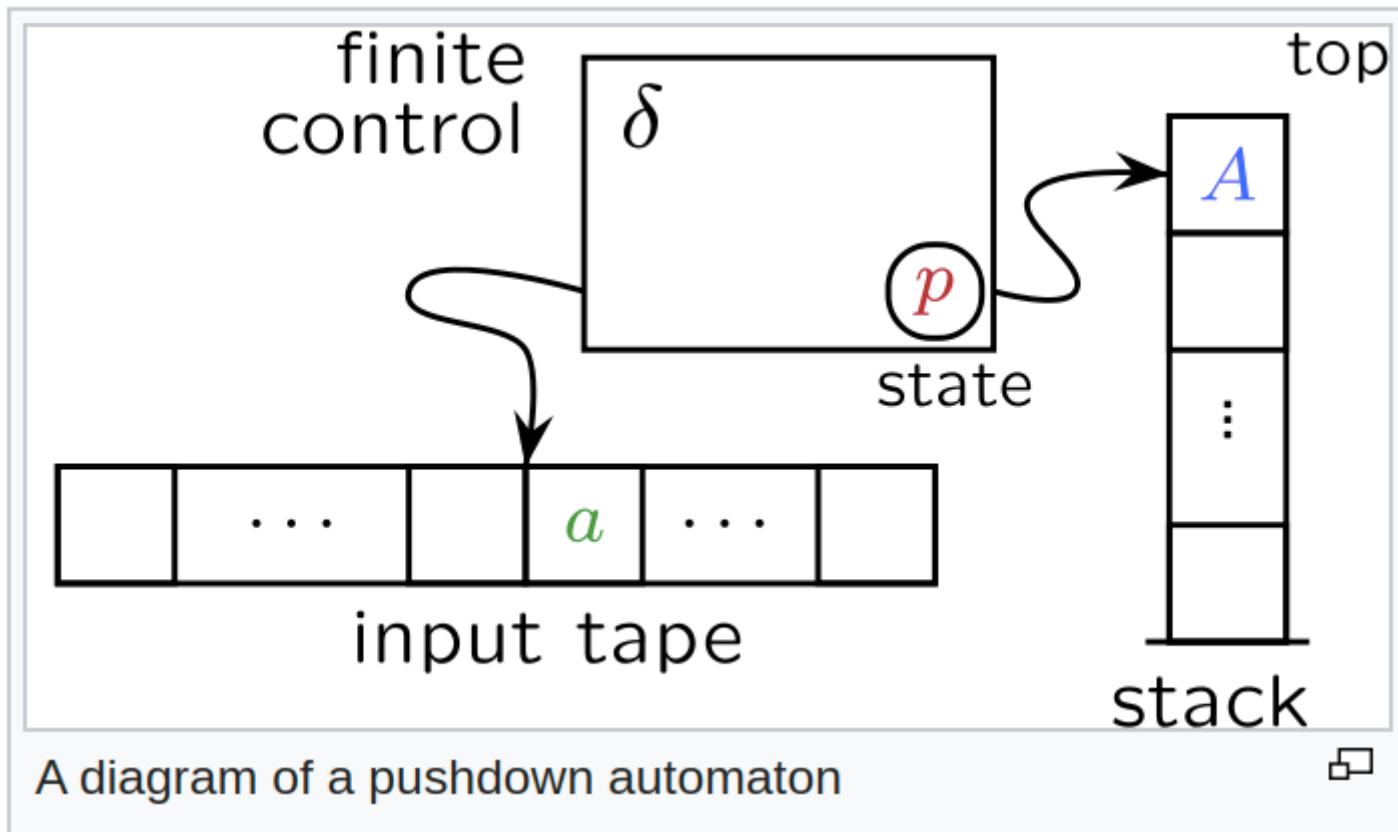 finite
control
δ
top
A
p
state
⋮
··· a ···
input tape
stack
A diagram of a pushdown automaton